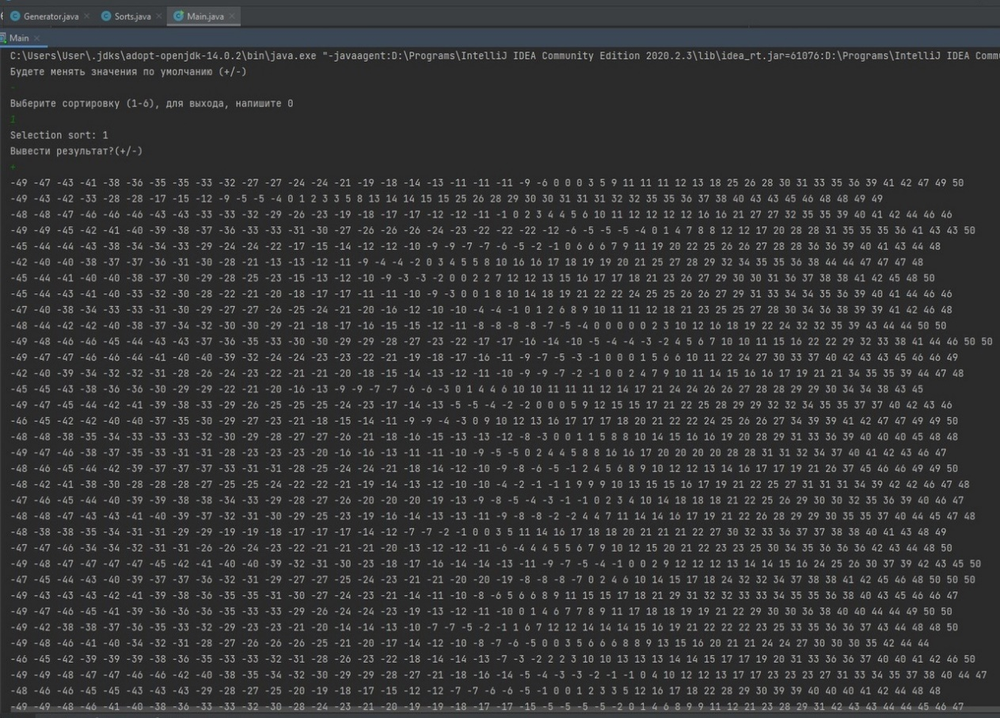 Generator.java × Sorts.java × Main.java ×
Main ×
C:\Users\User\.jdks\adopt-openjdk-14.0.2\bin\java.exe "-javaagent:D:\Programs\IntelliJ IDEA Community Edition 2020.2.3\lib\idea_rt.jar=61076:D:\Programs\IntelliJ IDEA Comm
Будете менять значения по умолчанию (+/-)
-
Выберите сортировку (1-6), для выхода, напишите 0
1
Selection sort: 1
Вывести результат?(+/-)
+
-49 -47 -43 -41 -38 -36 -35 -35 -33 -32 -27 -27 -24 -24 -21 -19 -18 -14 -13 -11 -11 -11 -9 -6 0 0 0 3 5 9 11 11 11 12 13 18 25 26 28 30 31 33 35 36 39 41 42 47 49 50
-49 -43 -42 -33 -28 -28 -17 -15 -12 -9 -5 -5 -4 0 1 2 3 3 5 8 13 14 14 15 15 25 26 28 29 30 30 31 31 31 32 32 35 35 36 37 38 40 43 43 45 46 48 48 49 49
-48 -48 -47 -46 -46 -46 -43 -43 -33 -33 -32 -29 -26 -23 -19 -18 -17 -17 -12 -12 -11 -1 0 2 3 4 4 5 6 10 11 12 12 12 12 16 16 21 27 27 32 35 35 39 40 41 42 44 46 46
-49 -49 -45 -42 -41 -40 -39 -38 -37 -36 -33 -33 -31 -30 -27 -26 -26 -26 -24 -23 -22 -22 -22 -12 -6 -5 -5 -5 -4 0 1 4 7 8 8 12 12 17 20 28 28 31 35 35 35 36 41 43 43 50
-45 -44 -44 -43 -38 -34 -34 -33 -29 -24 -24 -22 -17 -15 -14 -12 -12 -10 -9 -9 -7 -7 -6 -5 -2 -1 0 6 6 6 7 9 11 19 20 22 25 26 26 27 28 28 36 36 39 40 41 43 44 48
-42 -40 -40 -38 -37 -37 -36 -31 -30 -28 -21 -13 -13 -12 -11 -9 -4 -4 -2 0 3 4 5 5 8 10 16 16 17 18 19 19 20 21 25 27 28 29 32 34 35 35 36 38 44 44 47 47 47 48
-45 -44 -41 -40 -40 -38 -37 -30 -29 -28 -25 -23 -15 -13 -12 -10 -9 -3 -3 -2 0 0 2 2 7 12 12 13 15 16 17 17 18 21 23 26 27 29 30 30 31 36 37 38 38 41 42 45 48 50
-45 -44 -43 -41 -40 -33 -32 -30 -28 -22 -21 -20 -18 -17 -17 -11 -11 -10 -9 -3 0 0 1 8 10 14 18 19 21 22 22 24 25 25 26 26 27 29 31 33 34 34 35 36 39 40 41 44 46 46
-47 -40 -38 -34 -33 -33 -31 -30 -29 -27 -27 -26 -25 -24 -21 -20 -16 -12 -10 -10 -4 -4 -1 0 1 2 6 8 9 10 11 11 12 18 21 23 25 25 27 28 30 34 36 38 39 39 41 42 46 48
-48 -44 -42 -42 -40 -38 -37 -34 -32 -30 -30 -29 -21 -18 -17 -16 -15 -15 -12 -11 -8 -8 -8 -8 -7 -5 -4 0 0 0 0 0 2 3 10 12 16 18 19 22 24 32 32 35 39 43 44 44 50 50
-49 -48 -46 -46 -45 -44 -43 -43 -37 -36 -35 -33 -30 -30 -29 -29 -28 -27 -23 -22 -17 -17 -16 -14 -10 -5 -4 -4 -3 -2 4 5 6 7 10 10 11 15 16 22 22 29 32 33 38 41 44 46 50 50
-49 -47 -47 -46 -46 -44 -41 -40 -40 -39 -32 -24 -23 -23 -22 -21 -19 -18 -17 -16 -11 -9 -7 -5 -3 -1 0 0 0 1 5 6 6 10 11 22 24 27 30 33 37 40 42 43 43 45 46 46 49
-42 -40 -39 -34 -32 -32 -31 -28 -26 -24 -23 -22 -21 -21 -20 -18 -15 -14 -13 -12 -11 -10 -9 -9 -7 -2 -1 0 0 2 4 7 9 10 11 14 15 16 16 17 19 21 21 34 35 35 39 44 47 48
-45 -45 -43 -38 -36 -36 -30 -29 -29 -22 -21 -20 -16 -13 -9 -9 -7 -7 -6 -6 -3 0 1 4 4 6 10 10 11 11 11 12 14 17 21 24 24 26 26 27 28 28 29 29 30 34 34 38 43 45
-49 -47 -45 -44 -42 -41 -39 -38 -33 -29 -26 -25 -25 -25 -24 -23 -17 -14 -13 -5 -5 -4 -2 -2 0 0 0 5 9 12 15 15 17 21 22 25 28 29 29 32 32 34 35 35 37 37 40 42 43 46
-46 -45 -42 -42 -40 -40 -37 -35 -30 -29 -27 -23 -21 -18 -15 -14 -11 -9 -9 -4 -3 0 9 10 12 13 16 17 17 17 18 20 21 22 22 24 25 26 26 27 34 39 39 41 42 47 47 49 49 50
-48 -48 -38 -35 -34 -33 -33 -33 -32 -30 -29 -28 -27 -27 -26 -21 -18 -16 -15 -13 -13 -12 -8 -3 0 0 1 1 5 8 8 10 14 15 16 16 19 20 28 29 31 33 36 39 40 40 40 45 48 48
-49 -47 -46 -38 -37 -35 -33 -31 -31 -28 -23 -23 -23 -20 -16 -16 -13 -11 -11 -10 -9 -5 -5 0 2 4 4 5 8 8 16 16 17 20 20 20 20 28 28 31 31 32 34 37 40 41 42 43 46 47
-48 -46 -45 -44 -42 -39 -37 -37 -37 -33 -31 -28 -25 -24 -24 -21 -18 -14 -12 -10 -9 -8 -6 -5 -1 2 4 5 6 8 9 10 12 12 13 14 16 17 17 19 21 26 37 45 46 46 49 49 50
-48 -42 -41 -38 -30 -28 -28 -28 -27 -25 -25 -24 -22 -22 -21 -19 -14 -13 -12 -10 -10 -4 -2 -1 -1 1 9 9 9 10 13 15 15 16 17 19 21 22 25 27 31 31 31 34 39 42 42 46 47 48
-47 -46 -45 -44 -40 -39 -39 -38 -38 -34 -33 -29 -28 -27 -26 -20 -20 -20 -19 -13 -9 -8 -5 -4 -3 -1 -1 0 2 3 4 10 14 18 18 18 21 22 25 26 29 30 30 32 35 36 39 40 46 47
-48 -48 -47 -43 -43 -41 -40 -39 -37 -32 -31 -30 -29 -25 -23 -19 -16 -14 -13 -13 -11 -9 -8 -8 -2 -2 4 4 7 11 14 14 16 17 19 21 22 26 28 29 29 30 35 35 37 40 44 45 47 48
-48 -38 -38 -35 -34 -31 -31 -29 -29 -19 -19 -18 -17 -17 -17 -14 -12 -7 -7 -2 -1 0 0 3 5 11 14 16 17 18 18 20 21 21 21 22 27 30 32 33 36 37 37 38 38 40 41 43 48 49
-47 -47 -46 -34 -34 -32 -31 -31 -26 -26 -24 -23 -22 -21 -21 -21 -20 -13 -12 -12 -11 -6 -4 4 4 5 5 6 7 9 10 12 15 20 21 22 23 23 25 30 34 35 36 36 36 42 43 44 48 50
-49 -48 -47 -47 -47 -47 -45 -42 -41 -40 -40 -39 -32 -31 -30 -23 -18 -17 -16 -14 -14 -13 -11 -9 -7 -5 -4 -1 0 0 2 9 12 12 12 13 14 14 15 16 24 25 26 30 37 39 42 43 45 50
-47 -45 -44 -43 -40 -39 -37 -37 -36 -32 -31 -29 -27 -27 -25 -24 -23 -21 -21 -20 -20 -19 -8 -8 -8 -7 0 2 4 6 10 14 15 17 18 24 32 32 34 37 38 38 41 42 45 46 48 50 50 50
-49 -43 -43 -43 -42 -41 -39 -38 -36 -35 -35 -31 -30 -27 -24 -23 -21 -14 -11 -10 -8 -6 5 6 6 8 9 11 15 15 17 18 21 29 31 32 32 33 33 34 35 35 36 38 40 43 45 46 46 47
-49 -47 -46 -45 -41 -39 -36 -36 -36 -35 -33 -33 -29 -26 -24 -24 -23 -19 -13 -12 -11 -10 0 1 4 6 7 7 8 9 11 17 18 18 19 19 21 22 29 30 30 36 38 40 40 44 44 49 50 50
-49 -42 -38 -38 -37 -36 -35 -33 -25 -29 -23 -23 -21 -20 -14 -14 -13 -10 -7 -7 -5 -2 -1 1 6 7 12 12 14 14 14 15 16 19 21 22 22 22 23 25 33 35 36 36 37 43 44 48 48 50
-49 -48 -46 -41 -40 -34 -32 -31 -28 -27 -26 -26 -26 -25 -21 -20 -17 -14 -12 -10 -8 -7 -6 -5 0 0 3 5 6 6 6 8 8 9 13 15 16 20 21 21 24 24 27 30 30 30 35 42 44 44
-46 -45 -42 -39 -39 -39 -38 -36 -35 -33 -33 -32 -31 -28 -26 -23 -22 -18 -14 -14 -13 -7 -3 -2 2 2 3 10 10 13 13 13 14 14 15 17 17 19 20 31 33 36 36 37 40 40 41 42 46 50
-49 -49 -48 -47 -47 -46 -46 -42 -40 -38 -35 -34 -32 -30 -29 -29 -28 -27 -21 -18 -16 -14 -5 -4 -3 -3 -2 -1 -1 0 4 10 12 12 13 17 17 23 23 23 27 31 33 34 35 37 38 40 44 47
-48 -46 -46 -45 -45 -43 -43 -43 -29 -28 -27 -25 -20 -19 -18 -17 -15 -12 -12 -7 -7 -6 -6 -5 -1 0 0 1 2 3 3 5 12 16 17 18 22 28 29 30 39 39 40 40 40 41 42 44 48 48
-49 -49 -48 -46 -41 -40 -38 -36 -33 -33 -32 -30 -28 -24 -23 -21 -20 -19 -19 -18 -17 -17 -15 -5 -5 -5 -5 -2 0 1 4 6 8 9 9 11 12 21 23 28 29 31 42 43 43 44 44 45 46 47